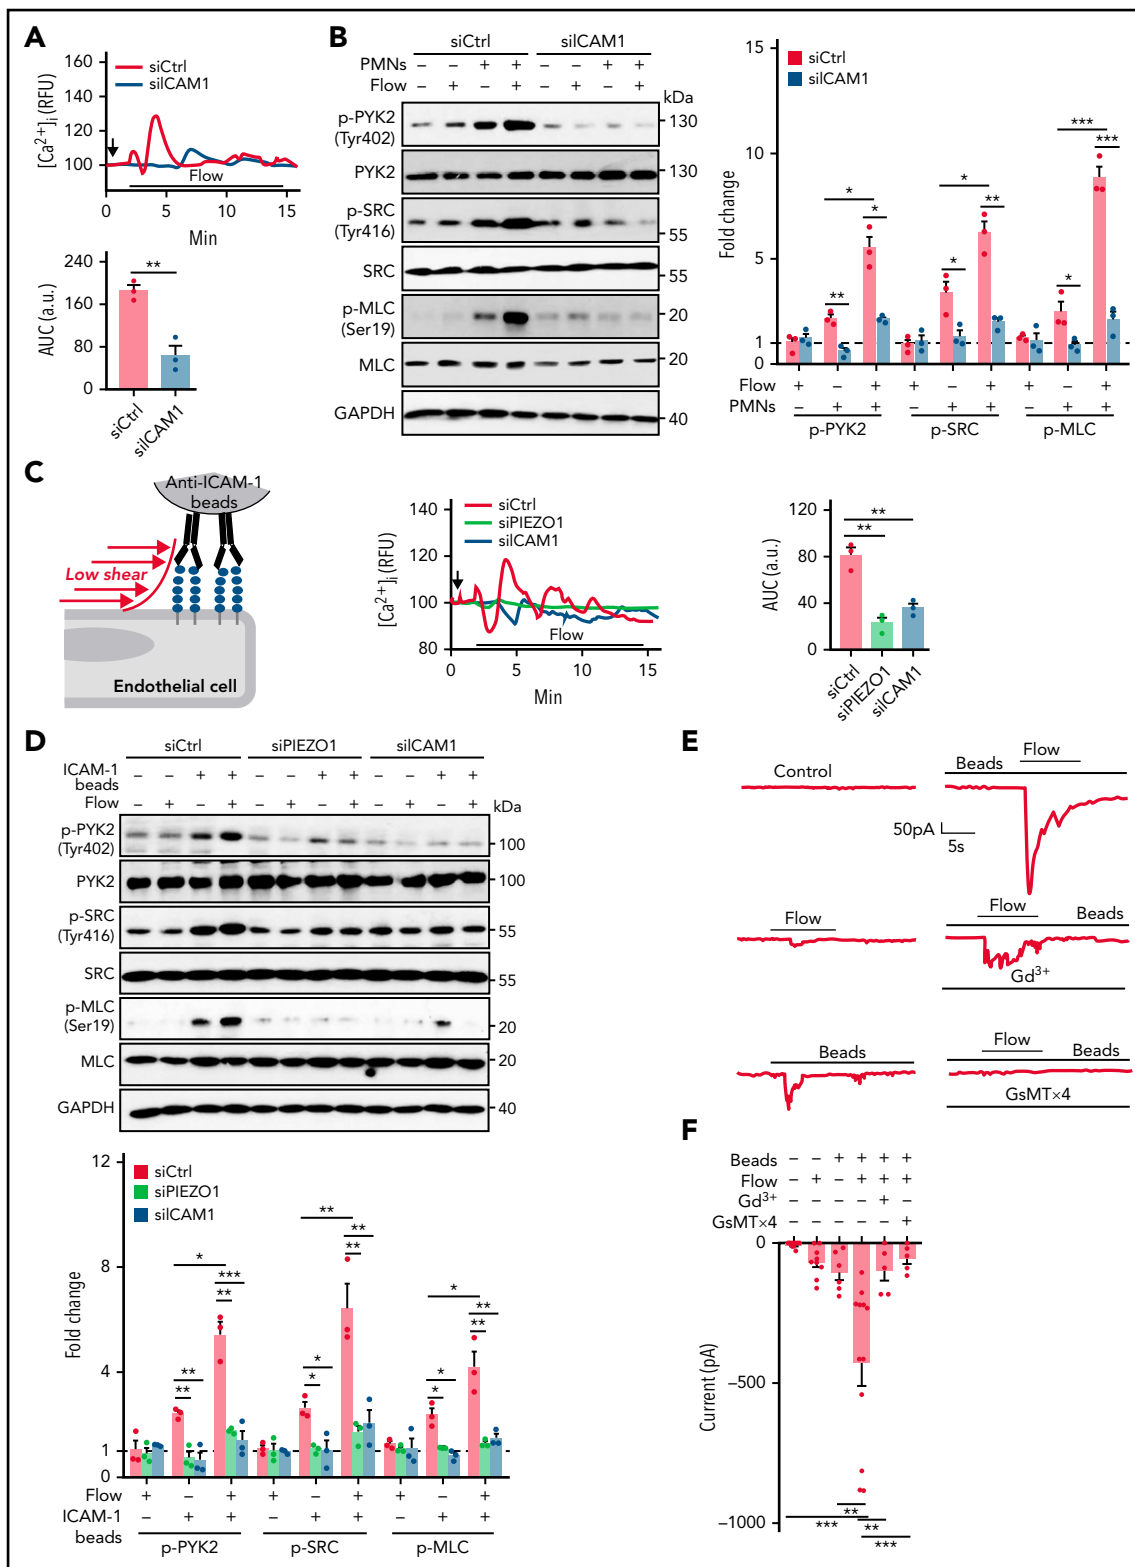 A
siCtrl
siICAM1
160
140
120
100
[Ca2+]i (RFU)
Flow
0 5 10 15
Min
240
160
80
0
AUC (a.u.)
**
siCtrl
siICAM1
B
siCtrl siICAM1
PMNs – – + + – – + +
Flow – + – + – + – +
kDa
p-PYK2
(Tyr402)
130
PYK2
130
p-SRC
(Tyr416)
55
SRC
55
p-MLC
(Ser19)
20
MLC
20
GAPDH
40
siCtrl
siICAM1
15
10
5
1
0
Fold change
* * ** * * ** * *** ***
Flow + – + + – + + – +
PMNs – + + – + + – + +
p-PYK2 p-SRC p-MLC
C
Anti-ICAM-1
beads
Low shear
Endothelial cell
siCtrl
siPIEZO1
siICAM1
140
120
100
80
[Ca2+]i (RFU)
Flow
0 5 10 15
Min
120
80
40
0
AUC (a.u.)
**
**
siCtrl
siPIEZO1
siICAM1
D
siCtrl siPIEZO1 siICAM1
ICAM-1
beads
– – + + – – + + – – + +
Flow – + – + – + – + – + – +
kDa
p-PYK2
(Tyr402)
100
PYK2
100
p-SRC
(Tyr416)
55
SRC
55
p-MLC
(Ser19)
20
MLC
20
GAPDH
40
siCtrl
siPIEZO1
siICAM1
12
8
4
1
0
Fold change
** ** * *** ** * * ** ** ** * * * ** **
Flow + – + + – + + – +
ICAM-1
beads
– + + – + + – + +
p-PYK2 p-SRC p-MLC
E
Control
Flow
Beads
50pA
5s
Flow
Flow Beads
Gd3+
Beads
Flow
Beads
GsMT×4
F
Beads – – + + + +
Flow – + – + + +
Gd3+ – – – – + –
GsMT×4 – – – – – +
0
–500
–1000
Current (pA)
**
*** **
***